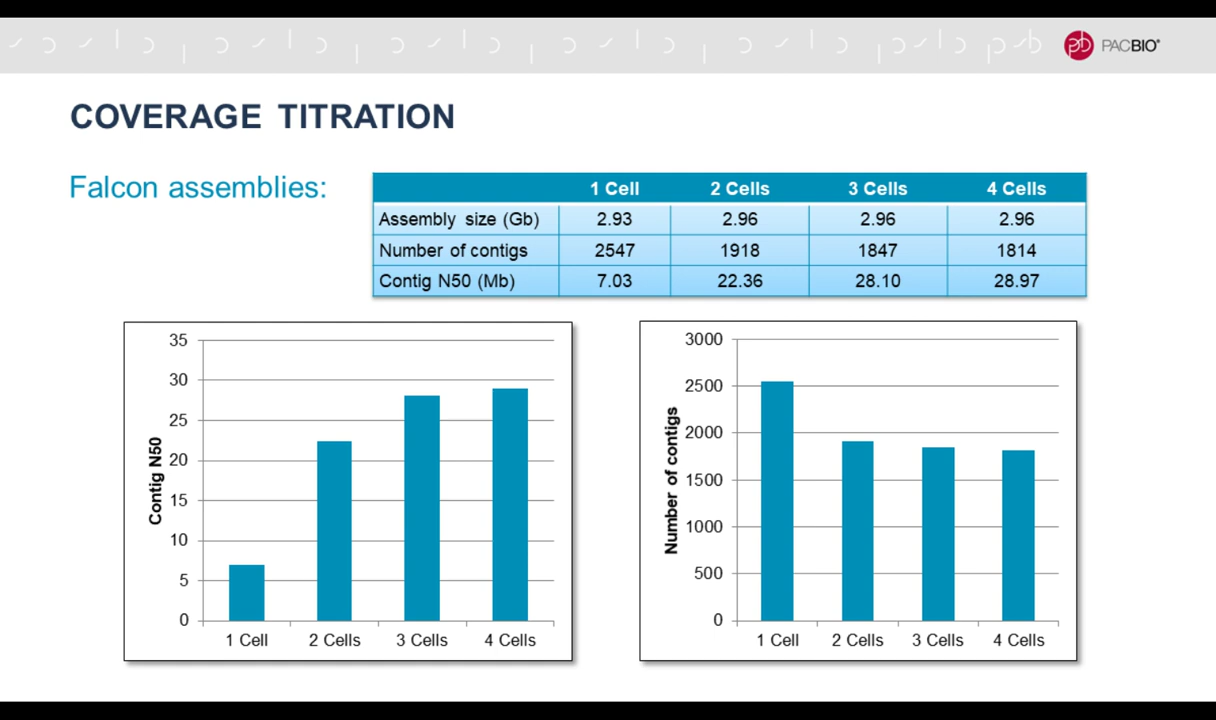 PACBIO®
COVERAGE TITRATION
Falcon assemblies:
1 Cell 2 Cells 3 Cells 4 Cells
Assembly size (Gb) 2.93 2.96 2.96 2.96
Number of contigs 2547 1918 1847 1814
Contig N50 (Mb) 7.03 22.36 28.10 28.97
Contig N50
35
30
25
20
15
10
5
0
1 Cell 2 Cells 3 Cells 4 Cells
Number of contigs
3000
2500
2000
1500
1000
500
0
1 Cell 2 Cells 3 Cells 4 Cells